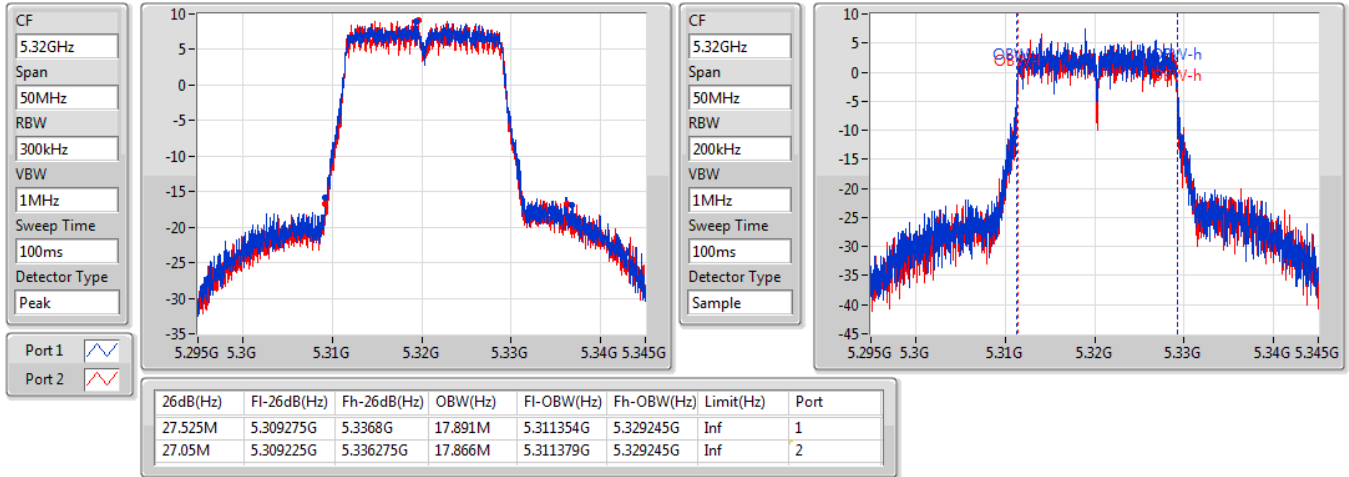 CF
5.32GHz
Span
50MHz
RBW
300kHz
VBW
1MHz
Sweep Time
100ms
Detector Type
Peak
Port 1
Port 2
10
5
0
-5
-10
-15
-20
-25
-30
-35
5.295G 5.3G 5.31G 5.32G 5.33G 5.34G 5.345G
CF
5.32GHz
Span
50MHz
RBW
200kHz
VBW
1MHz
Sweep Time
100ms
Detector Type
Sample
10
5
0
-5
-10
-15
-20
-25
-30
-35
-40
-45
OBW-h
5.295G 5.3G 5.31G 5.32G 5.33G 5.34G 5.345G
26dB(Hz) Fl-26dB(Hz) Fh-26dB(Hz) OBW(Hz) Fl-OBW(Hz) Fh-OBW(Hz) Limit(Hz) Port
27.525M 5.309275G 5.3368G 17.891M 5.311354G 5.329245G Inf 1
27.05M 5.309225G 5.336275G 17.866M 5.311379G 5.329245G Inf 2